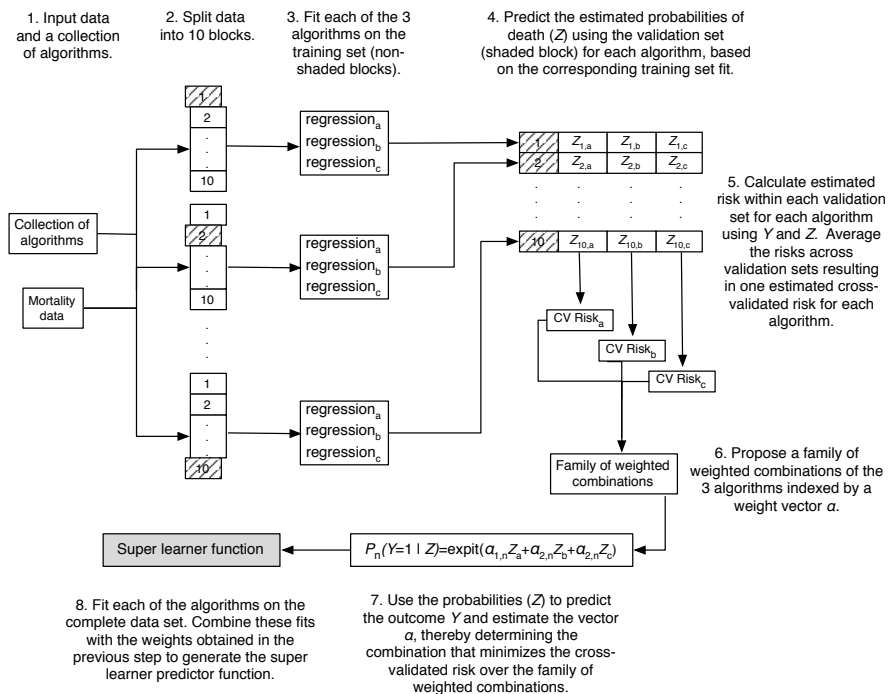 1. Input data
and a collection
of algorithms.
2. Split data
into 10 blocks.
3. Fit each of the 3
algorithms on the
training set (non-
shaded blocks).
4. Predict the estimated probabilities of
death (Z) using the validation set
(shaded block) for each algorithm, based
on the corresponding training set fit.
Collection of
algorithms
Mortality
data
1
2
.
.
.
10
1
2
.
.
.
10
.
.
.
1
2
.
.
.
10
regression_a
regression_b
regression_c
regression_a
regression_b
regression_c
regression_a
regression_b
regression_c
1 Z_1,a Z_1,b Z_1,c
2 Z_2,a Z_2,b Z_2,c
. . . .
. . . .
. . . .
10 Z_10,a Z_10,b Z_10,c
5. Calculate estimated
risk within each validation
set for each algorithm
using Y and Z. Average
the risks across
validation sets resulting
in one estimated cross-
validated risk for each
algorithm.
CV Risk_a
CV Risk_b
CV Risk_c
Family of weighted
combinations
6. Propose a family of
weighted combinations of the
3 algorithms indexed by a
weight vector α.
Super learner function
P_n(Y=1 | Z)=expit(α_1,nZ_a+α_2,nZ_b+α_2,nZ_c)
8. Fit each of the algorithms on the
complete data set. Combine these fits
with the weights obtained in the
previous step to generate the super
learner predictor function.
7. Use the probabilities (Z) to predict
the outcome Y and estimate the vector
α, thereby determining the
combination that minimizes the cross-
validated risk over the family of
weighted combinations.